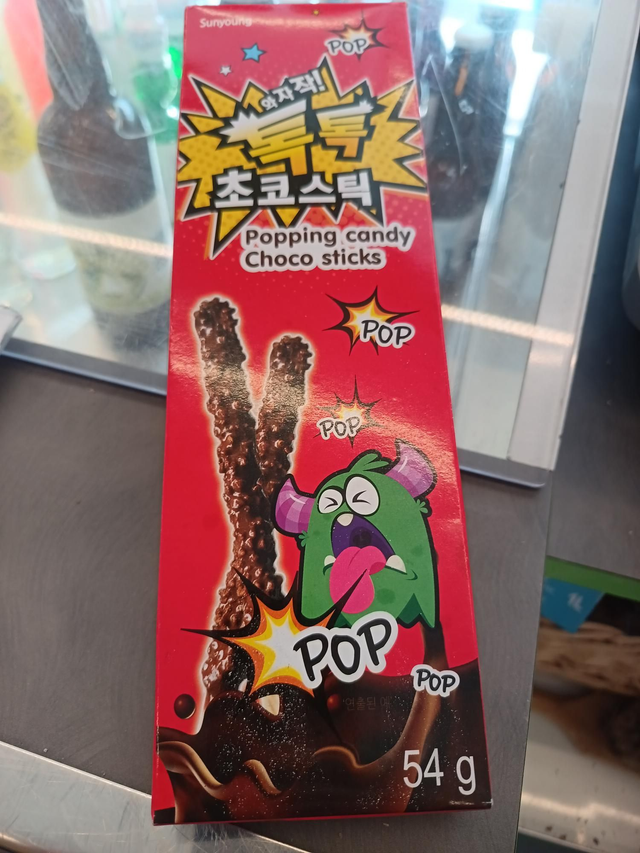 Sunyoung
POP
와자작!
톡톡
초코스틱
Popping candy
Choco sticks
POP
POP
POP
POP
54 g